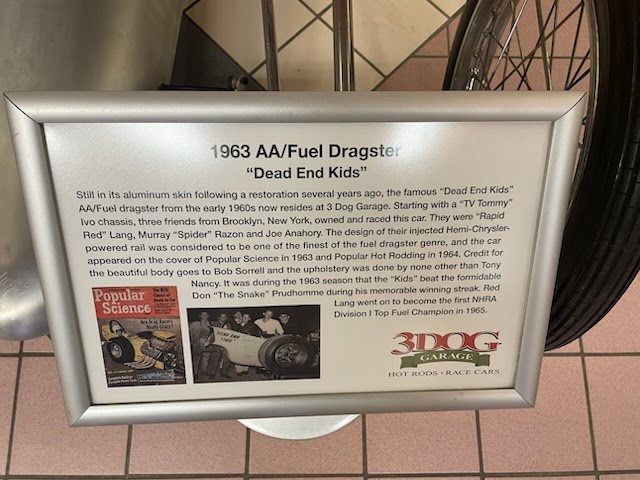 1963 AA/Fuel Dragster
“Dead End Kids”
Still in its aluminum skin following a restoration several years ago, the famous “Dead End Kids”
AA/Fuel dragster from the early 1960s now resides at 3 Dog Garage. Starting with a “TV Tommy”
Ivo chassis, three friends from Brooklyn, New York, owned and raced this car. They were “Rapid
Red” Lang, Murray “Spider” Razon and Joe Anahory. The design of their injected Hemi-Chrysler-
powered rail was considered to be one of the finest of the fuel dragster genre, and the car
appeared on the cover of Popular Science in 1963 and Popular Hot Rodding in 1964. Credit for
the beautiful body goes to Bob Sorrell and the upholstery was done by none other than Tony
Nancy. It was during the 1963 season that the “Kids” beat the formidable
Don “The Snake” Prudhomme during his memorable winning streak. Red
Lang went on to become the first NHRA
Division I Top Fuel Champion in 1965.
Popular
Science
Are Drag Racers
Really Crazy?
DEAD END
KIDS
3DOG
GARAGE
HOT RODS • RACE CARS